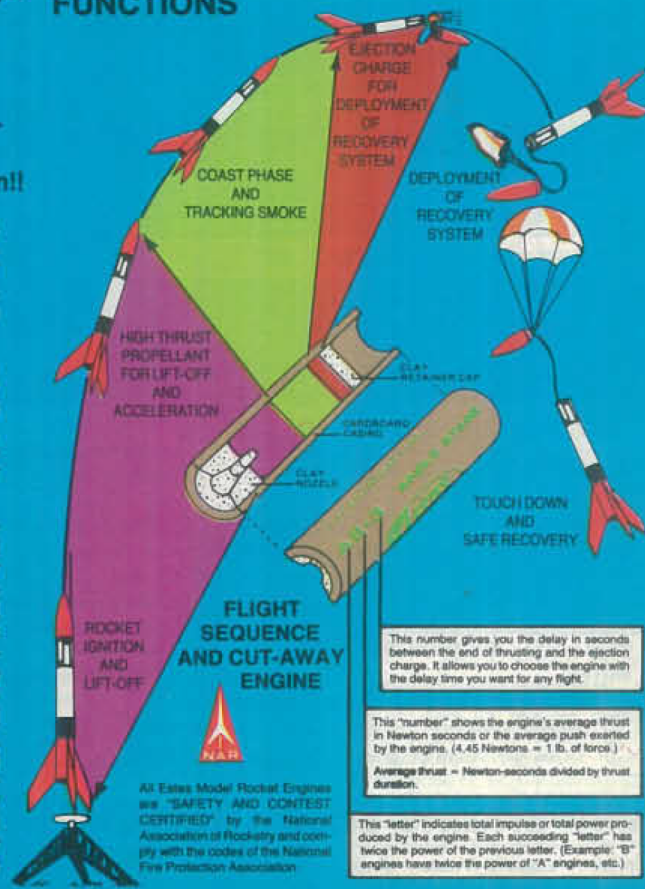 FUNCTIONS
n!!
EJECTION
CHARGE
FOR
DEPLOYMENT
OF
RECOVERY
SYSTEM
COAST PHASE
AND
TRACKING SMOKE
DEPLOYMENT
OF
RECOVERY
SYSTEM
HIGH THRUST
PROPELLANT
FOR LIFT-OFF
AND
ACCELERATION
CLAY
RETAINER CAP
CARDBOARD
CASING
CLAY
NOZZLE
TOUCH DOWN
AND
SAFE RECOVERY
ROCKET
IGNITION
AND
LIFT-OFF
FLIGHT
SEQUENCE
AND CUT-AWAY
ENGINE
NAR
All Estes Model Rocket Engines
are "SAFETY AND CONTEST
CERTIFIED" by the National
Association of Rocketry and com-
ply with the codes of the National
Fire Protection Association.
This number gives you the delay in seconds
between the end of thrusting and the ejection
charge. It allows you to choose the engine with
the delay time you want for any flight.
This "number" shows the engine's average thrust
in Newton seconds or the average push exerted
by the engine. (4.45 Newtons = 1 lb. of force.)
Average thrust = Newton-seconds divided by thrust
duration.
This "letter" indicates total impulse or total power pro-
duced by the engine. Each succeeding "letter" has
twice the power of the previous letter. (Example: "B"
engines have twice the power of "A" engines, etc.)